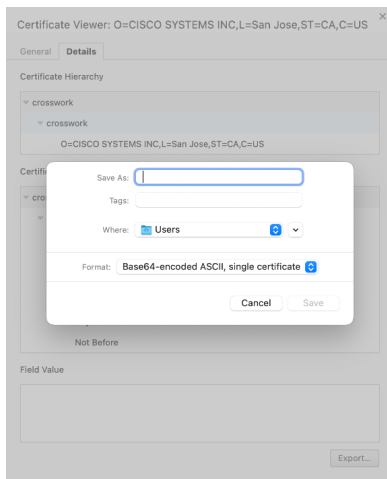 Certificate Viewer: O=CISCO SYSTEMS INC,L=San Jose,ST=CA,C=US
General Details
Certificate Hierarchy
crosswork
crosswork
O=CISCO SYSTEMS INC,L=San Jose,ST=CA,C=US
Certifi
Save As:
cro
Tags:
Where: Users
Format: Base64-encoded ASCII, single certificate
Cancel Save
Not Before
Field Value
Export...